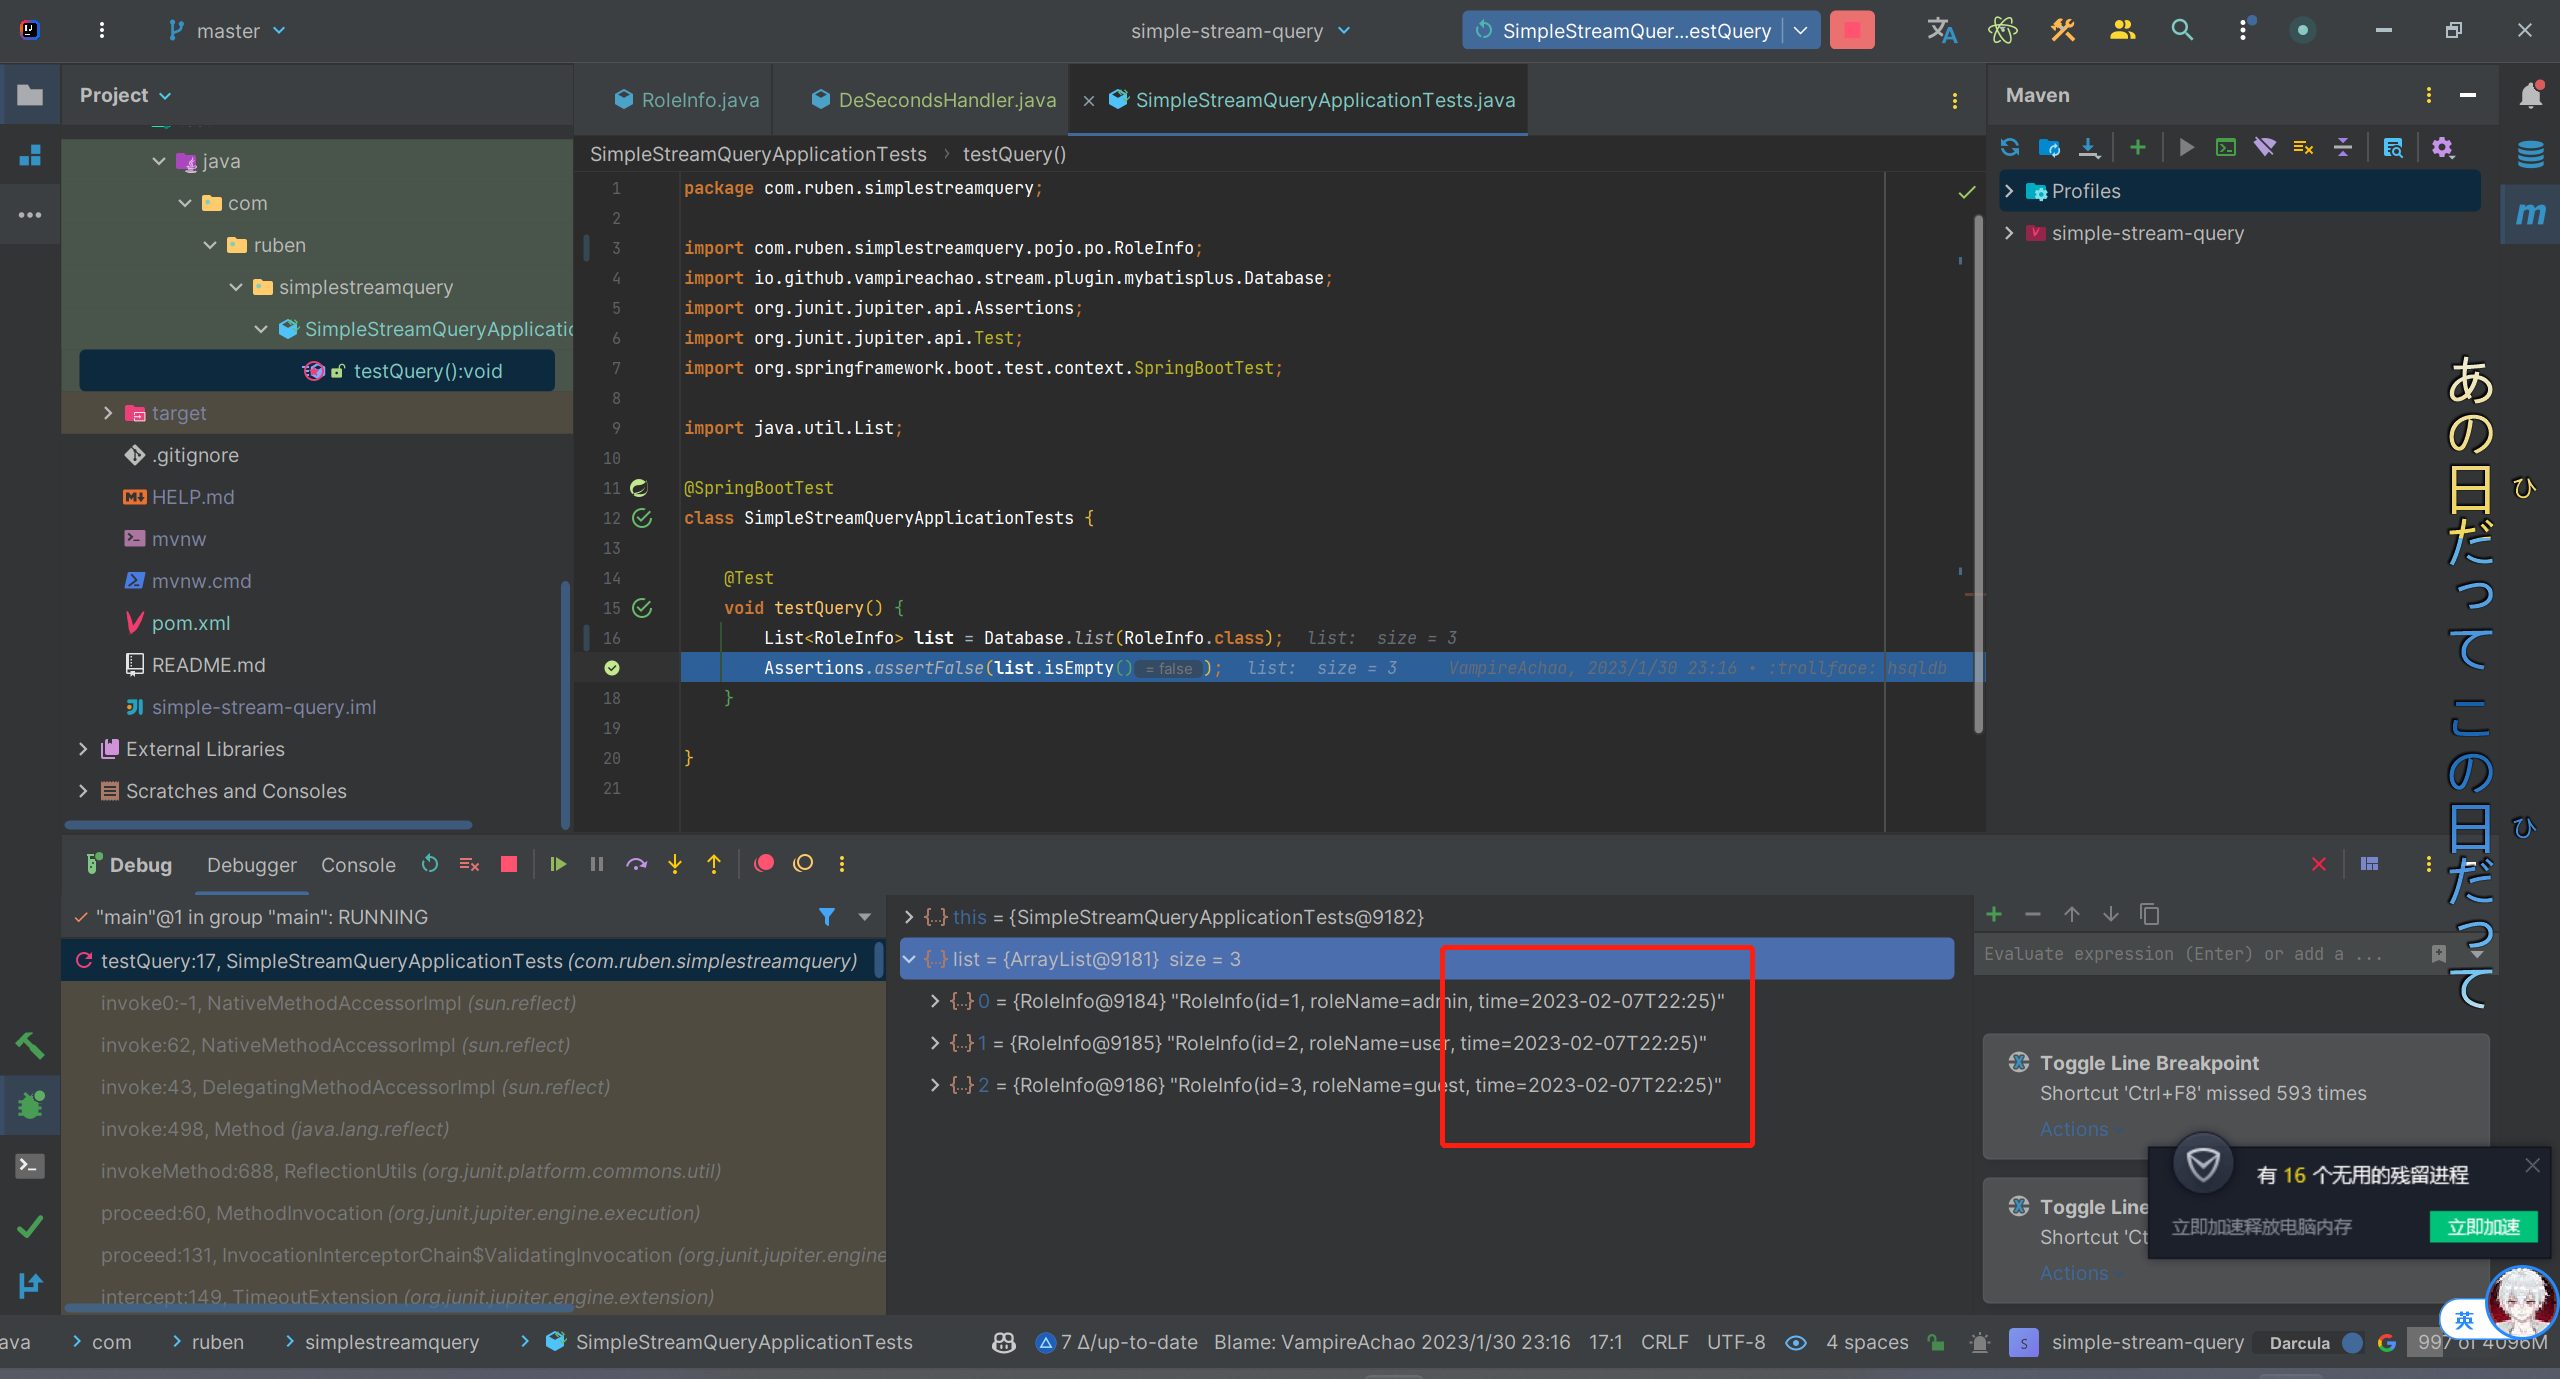 master
simple-stream-query
SimpleStreamQuer...estQuery
Project
RoleInfo.java
DeSecondsHandler.java
SimpleStreamQueryApplicationTests.java
Maven
java
com
ruben
simplestreamquery
SimpleStreamQueryApplicatic
testQuery():void
target
.gitignore
HELP.md
mvnw
mvnw.cmd
pom.xml
README.md
simple-stream-query.iml
External Libraries
Scratches and Consoles
SimpleStreamQueryApplicationTests
testQuery()
1 package com.ruben.simplestreamquery;
2
3 import com.ruben.simplestreamquery.pojo.po.RoleInfo;
4 import io.github.vampireachao.stream.plugin.mybatisplus.Database;
5 import org.junit.jupiter.api.Assertions;
6 import org.junit.jupiter.api.Test;
7 import org.springframework.boot.test.context.SpringBootTest;
8
9 import java.util.List;
10
11 @SpringBootTest
12 class SimpleStreamQueryApplicationTests {
13
14 @Test
15 void testQuery() {
16 List<RoleInfo> list = Database.list(RoleInfo.class); list: size = 3
Assertions.assertFalse(list.isEmpty() = false ); list: size = 3 VampireAchao, 2023/1/30 23:16 • :trollface: hsqldb
18 }
19
20 }
21
Profiles
simple-stream-query
m
あの日だって この日だって
ひ
ひ
Debug
Debugger
Console
"main"@1 in group "main": RUNNING
testQuery:17, SimpleStreamQueryApplicationTests (com.ruben.simplestreamquery)
invoke0:-1, NativeMethodAccessorImpl (sun.reflect)
invoke:62, NativeMethodAccessorImpl (sun.reflect)
invoke:43, DelegatingMethodAccessorImpl (sun.reflect)
invoke:498, Method (java.lang.reflect)
invokeMethod:688, ReflectionUtils (org.junit.platform.commons.util)
proceed:60, MethodInvocation (org.junit.jupiter.engine.execution)
proceed:131, InvocationInterceptorChain$ValidatingInvocation (org.junit.jupiter.engine
intercept:149, TimeoutExtension (org.junit.jupiter.engine.extension)
this = {SimpleStreamQueryApplicationTests@9182}
list = {ArrayList@9181} size = 3
0 = {RoleInfo@9184} "RoleInfo(id=1, roleName=admin, time=2023-02-07T22:25)"
1 = {RoleInfo@9185} "RoleInfo(id=2, roleName=user, time=2023-02-07T22:25)"
2 = {RoleInfo@9186} "RoleInfo(id=3, roleName=guest, time=2023-02-07T22:25)"
Evaluate expression (Enter) or add a ...
Toggle Line Breakpoint
Shortcut 'Ctrl+F8' missed 593 times
Actions
Toggle Line
Shortcut 'Ct
Actions
有 16 个无用的残留进程
立即加速释放电脑内存
立即加速
英
ava
com
ruben
simplestreamquery
SimpleStreamQueryApplicationTests
7 Δ/up-to-date
Blame: VampireAchao 2023/1/30 23:16
17:1
CRLF
UTF-8
4 spaces
S
simple-stream-query
Darcula
997 of 4096M